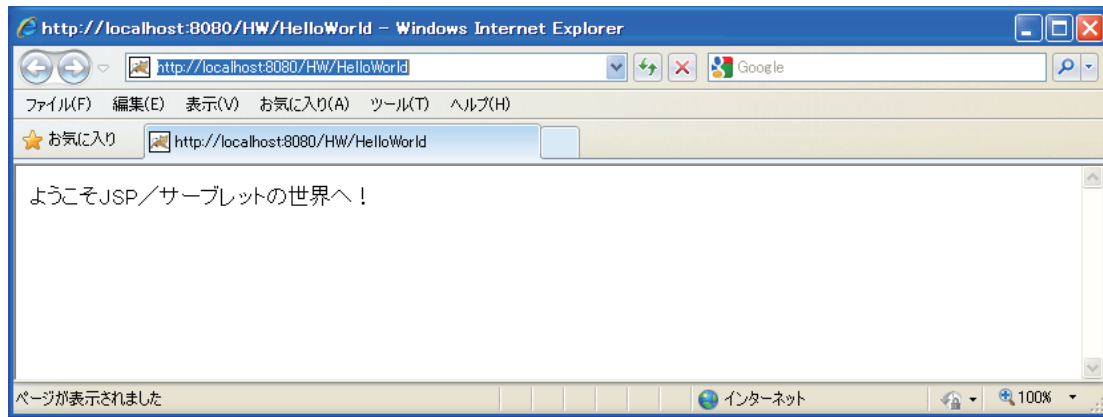 http://localhost:8080/HW/HelloWorld - Windows Internet Explorer
http://localhost:8080/HW/HelloWorld Google
ファイル(F) 編集(E) 表示(V) お気に入り(A) ツール(T) ヘルプ(H)
お気に入り http://localhost:8080/HW/HelloWorld
ようこそJSP／サーブレットの世界へ！
ページが表示されました インターネット 100%